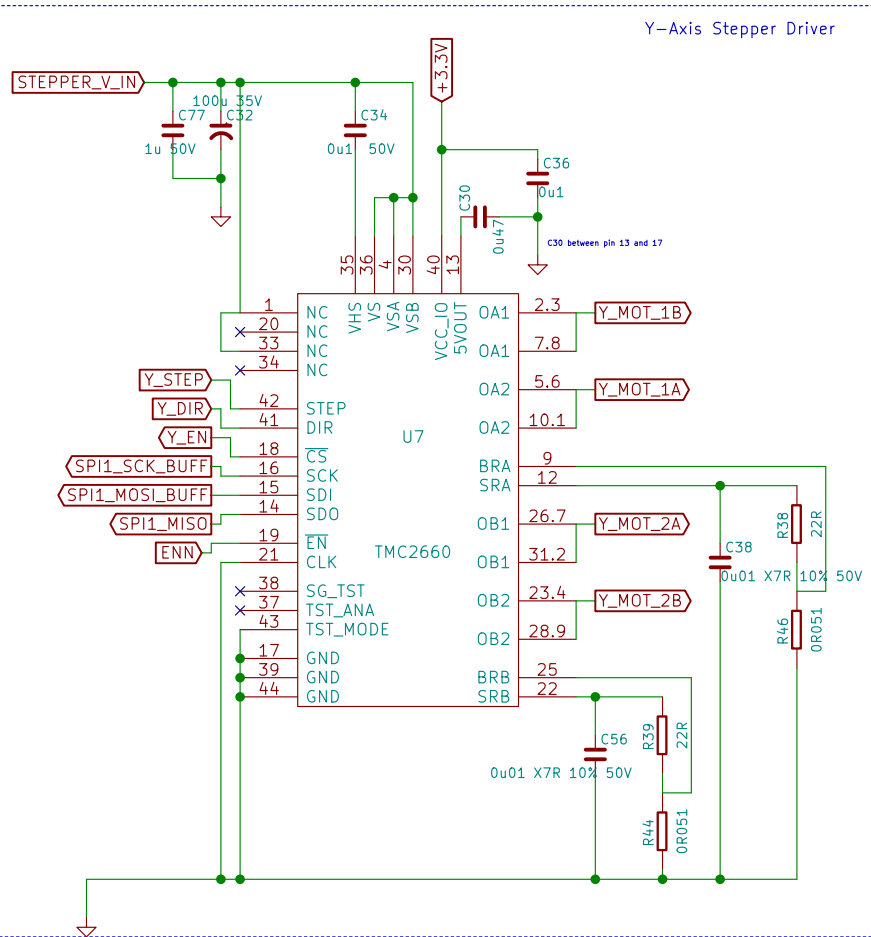 Y-Axis Stepper Driver
STEPPER_V_IN
+3.3V
100u 35V
C77
C32
1u 50V
C34
0u1 50V
C36
0u1
C30
0u47
C30 between pin 13 and 17
35
36
4
30
40
13
VHS
VS
VSA
VSB
VCC_IO
5VOUT
1 NC
20 NC
33 NC
34 NC
Y_STEP
42 STEP
Y_DIR
41 DIR
Y_EN
18 CS
SPI1_SCK_BUFF
16 SCK
SPI1_MOSI_BUFF
15 SDI
SPI1_MISO
14 SDO
ENN
19 EN
21 CLK
38 SG_TST
37 TST_ANA
43 TST_MODE
17 GND
39 GND
44 GND
U7
TMC2660
OA1 2.3
Y_MOT_1B
OA1 7.8
OA2 5.6
Y_MOT_1A
OA2 10.1
BRA 9
SRA 12
OB1 26.7
Y_MOT_2A
OB1 31.2
OB2 23.4
Y_MOT_2B
OB2 28.9
BRB 25
SRB 22
R38
22R
C38
0u01 X7R 10% 50V
R46
0R051
C56
0u01 X7R 10% 50V
R39
22R
R44
0R051